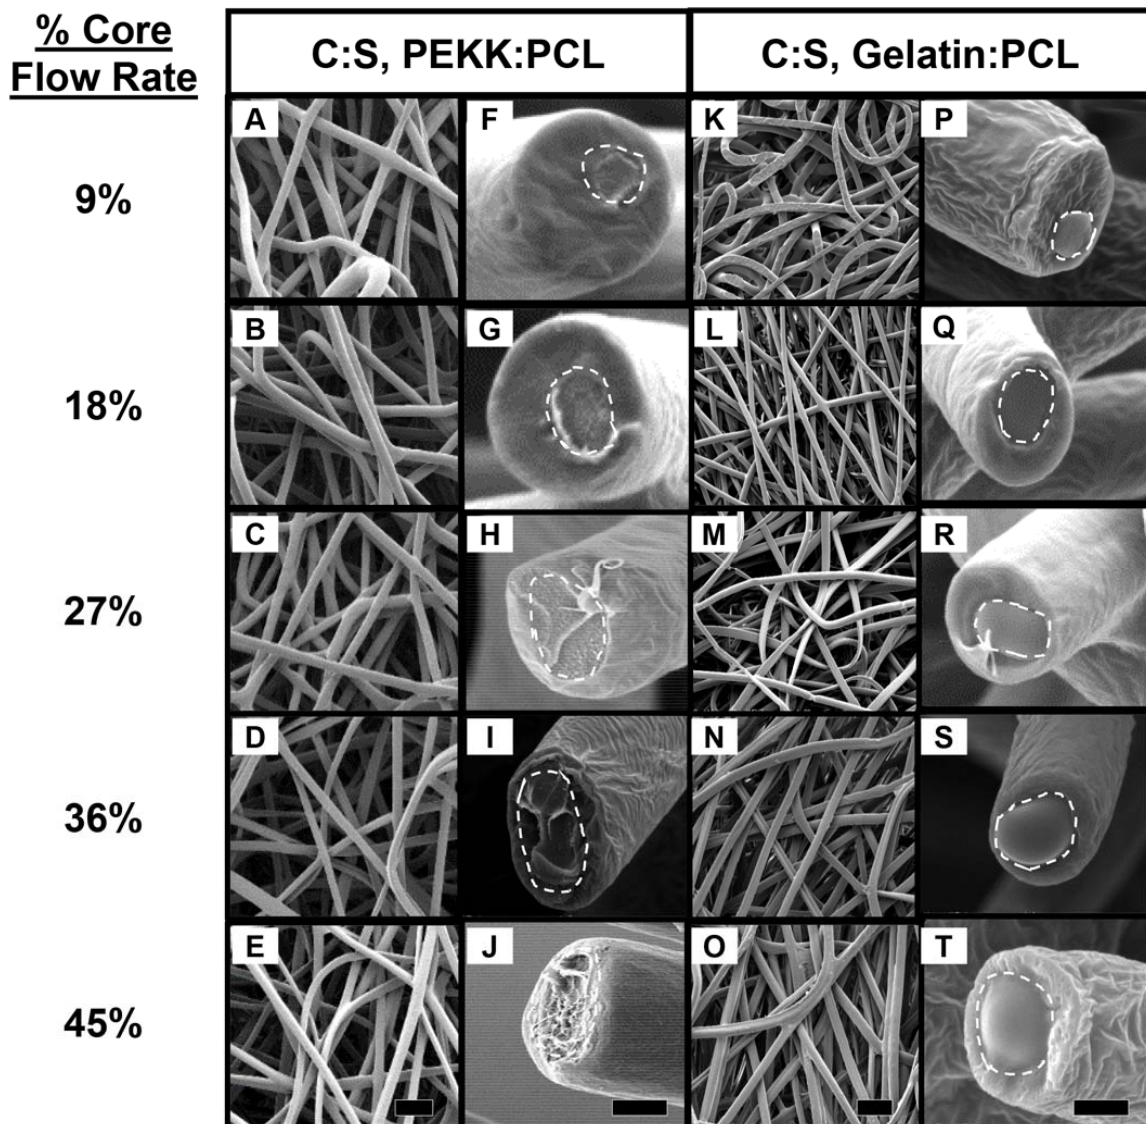 % Core
Flow Rate
C:S, PEKK:PCL
C:S, Gelatin:PCL
9%
A
F
K
P
18%
B
G
L
Q
27%
C
H
M
R
36%
D
I
N
S
45%
E
J
O
T